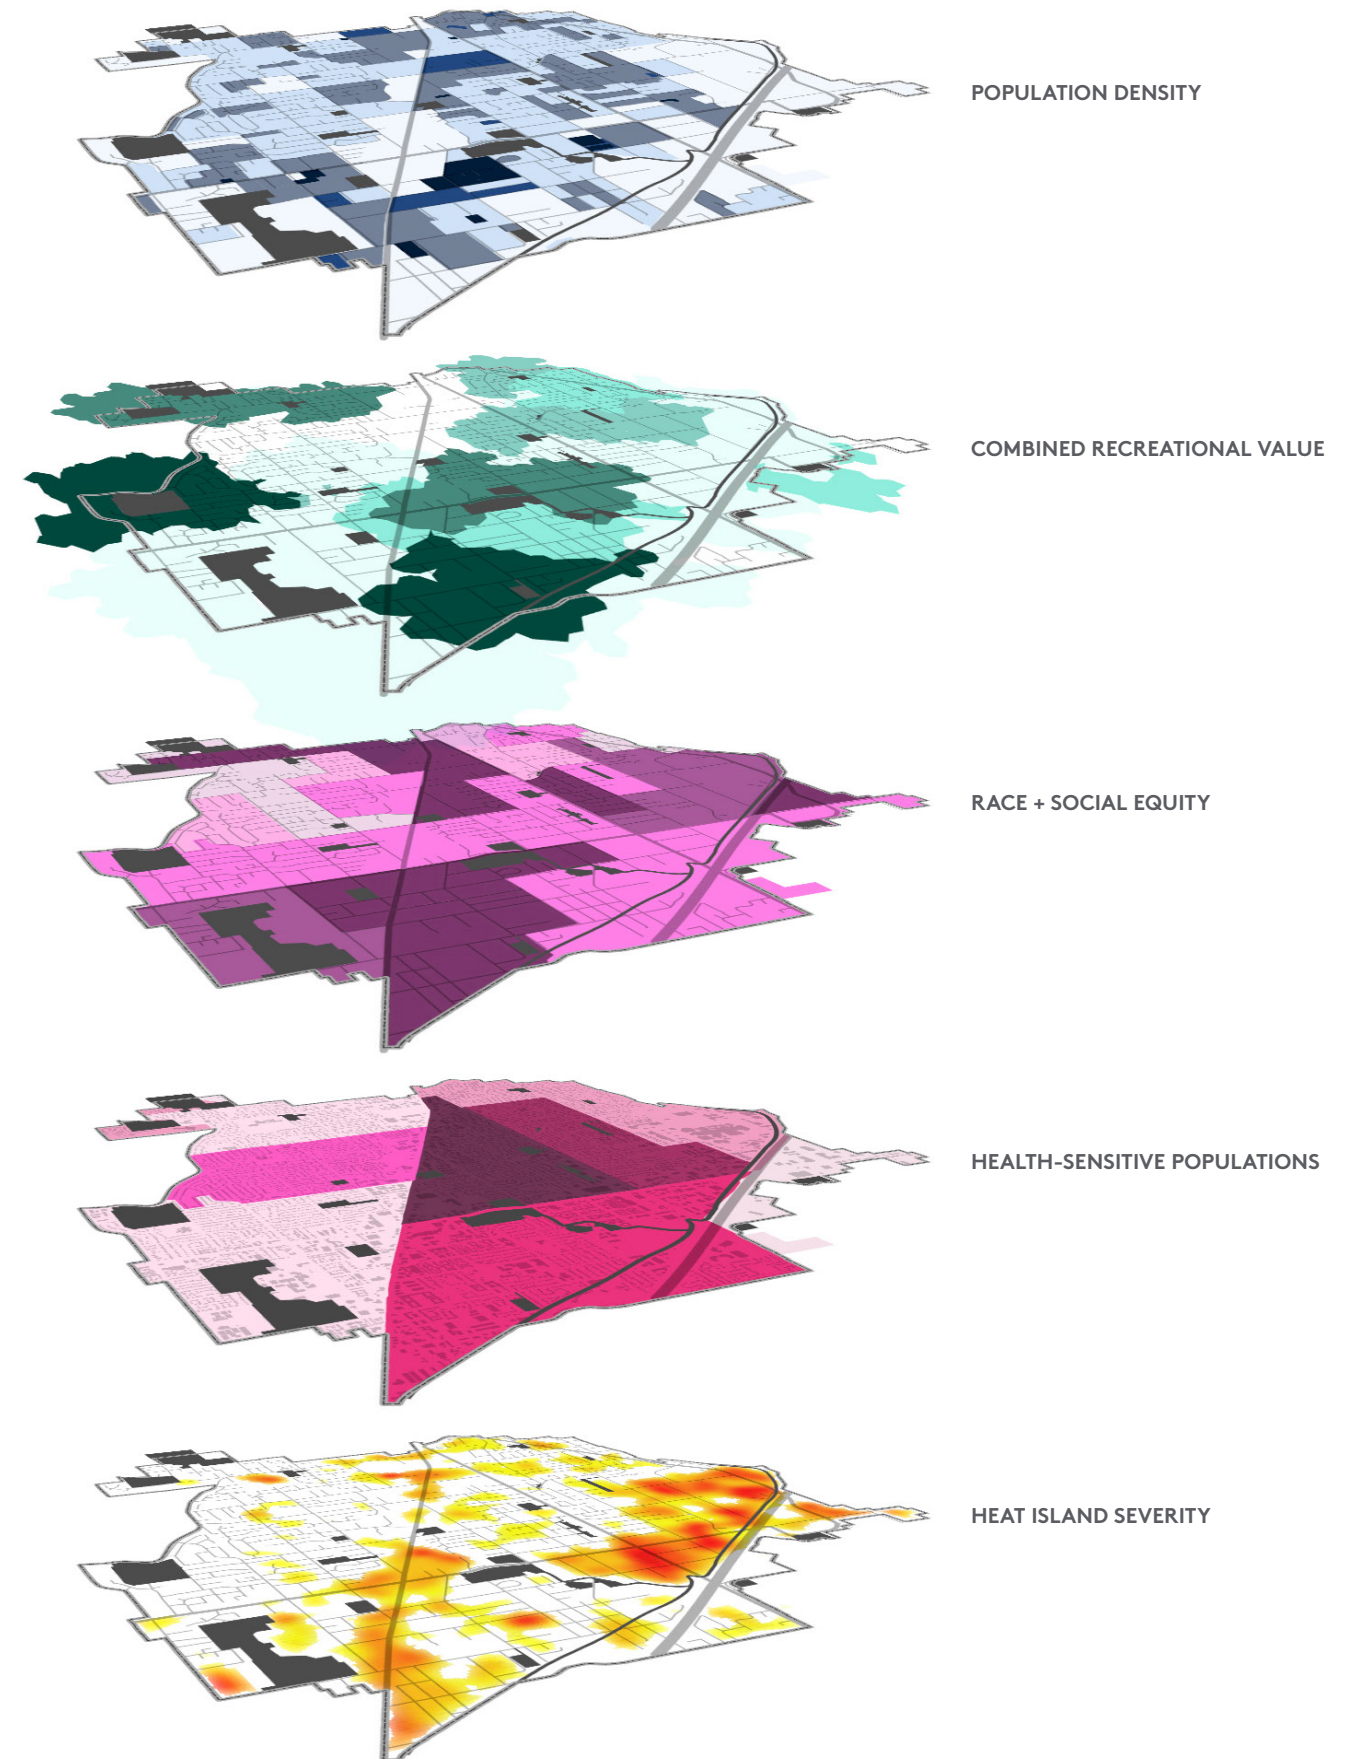 POPULATION DENSITY
COMBINED RECREATIONAL VALUE
RACE + SOCIAL EQUITY
HEALTH-SENSITIVE POPULATIONS
HEAT ISLAND SEVERITY